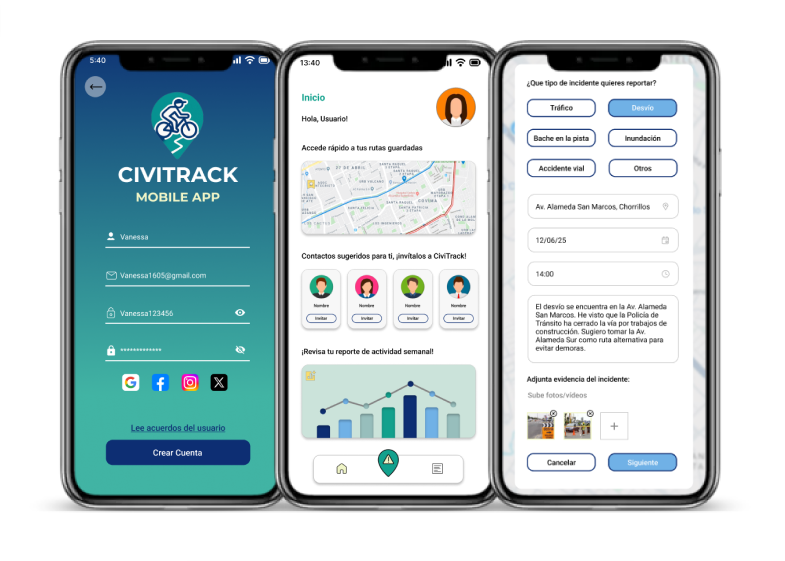 5:40
CIVITRACK
MOBILE APP
Vanessa
Vanessa1605@gmail.com
Vanessa123456
************
Lee acuerdos del usuario
Crear Cuenta
13:40
Inicio
Hola, Usuario!
Accede rápido a tus rutas guardadas
27 DE ABRIL
Contactos sugeridos para ti, ¡invítalos a CiviTrack!
Nombre
Nombre
Nombre
Nombre
Invitar
Invitar
Invitar
Invitar
¡Revisa tu reporte de actividad semanal!
¿Que tipo de incidente quieres reportar?
Tráfico
Desvío
Bache en la pista
Inundación
Accidente vial
Otros
Av. Alameda San Marcos, Chorrillos
12/06/25
14:00
El desvío se encuentra en la Av. Alameda
San Marcos. He visto que la Policía de
Tránsito ha cerrado la vía por trabajos de
construcción. Sugiero tomar la Av.
Alameda Sur como ruta alternativa para
evitar demoras.
Adjunta evidencia del incidente:
Sube fotos/videos
Cancelar
Siguiente